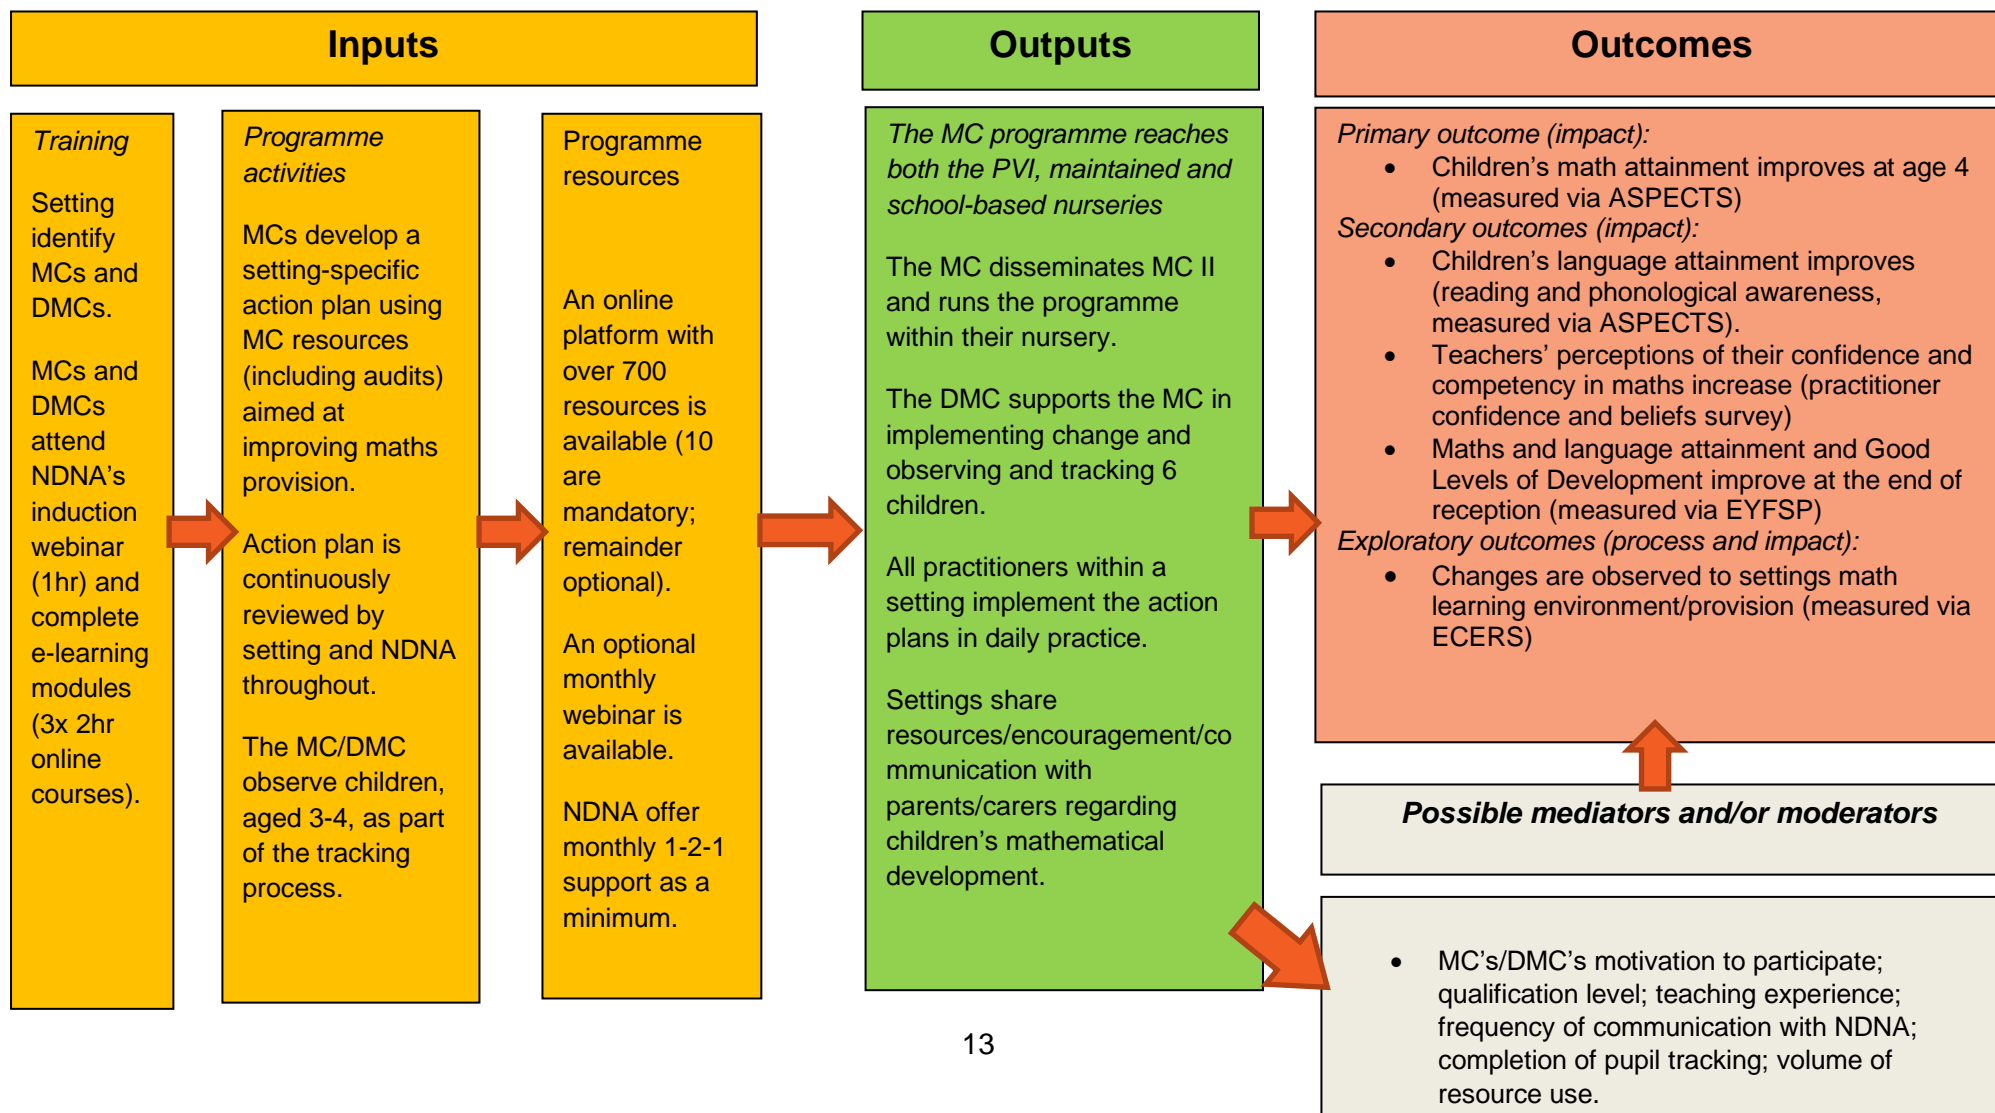 Inputs
Outputs
Outcomes
Training
Setting
identify
MCs and
DMCs.
MCs and
DMCs
attend
NDNA’s
induction
webinar
(1hr) and
complete
e-learning
modules
(3x 2hr
online
courses).
Programme
activities
MCs develop a
setting-specific
action plan using
MC resources
(including audits)
aimed at
improving maths
provision.
Action plan is
continuously
reviewed by
setting and NDNA
throughout.
The MC/DMC
observe children,
aged 3-4, as part
of the tracking
process.
Programme
resources
An online
platform with
over 700
resources is
available (10
are
mandatory;
remainder
optional).
An optional
monthly
webinar is
available.
NDNA offer
monthly 1-2-1
support as a
minimum.
The MC programme reaches
both the PVI, maintained and
school-based nurseries
The MC disseminates MC II
and runs the programme
within their nursery.
The DMC supports the MC in
implementing change and
observing and tracking 6
children.
All practitioners within a
setting implement the action
plans in daily practice.
Settings share
resources/encouragement/co
mmunication with
parents/carers regarding
children’s mathematical
development.
Primary outcome (impact):
• Children’s math attainment improves at age 4
(measured via ASPECTS)
Secondary outcomes (impact):
• Children’s language attainment improves
(reading and phonological awareness,
measured via ASPECTS).
• Teachers’ perceptions of their confidence and
competency in maths increase (practitioner
confidence and beliefs survey)
• Maths and language attainment and Good
Levels of Development improve at the end of
reception (measured via EYFSP)
Exploratory outcomes (process and impact):
• Changes are observed to settings math
learning environment/provision (measured via
ECERS)
Possible mediators and/or moderators
• MC’s/DMC’s motivation to participate;
qualification level; teaching experience;
frequency of communication with NDNA;
completion of pupil tracking; volume of
resource use.
13